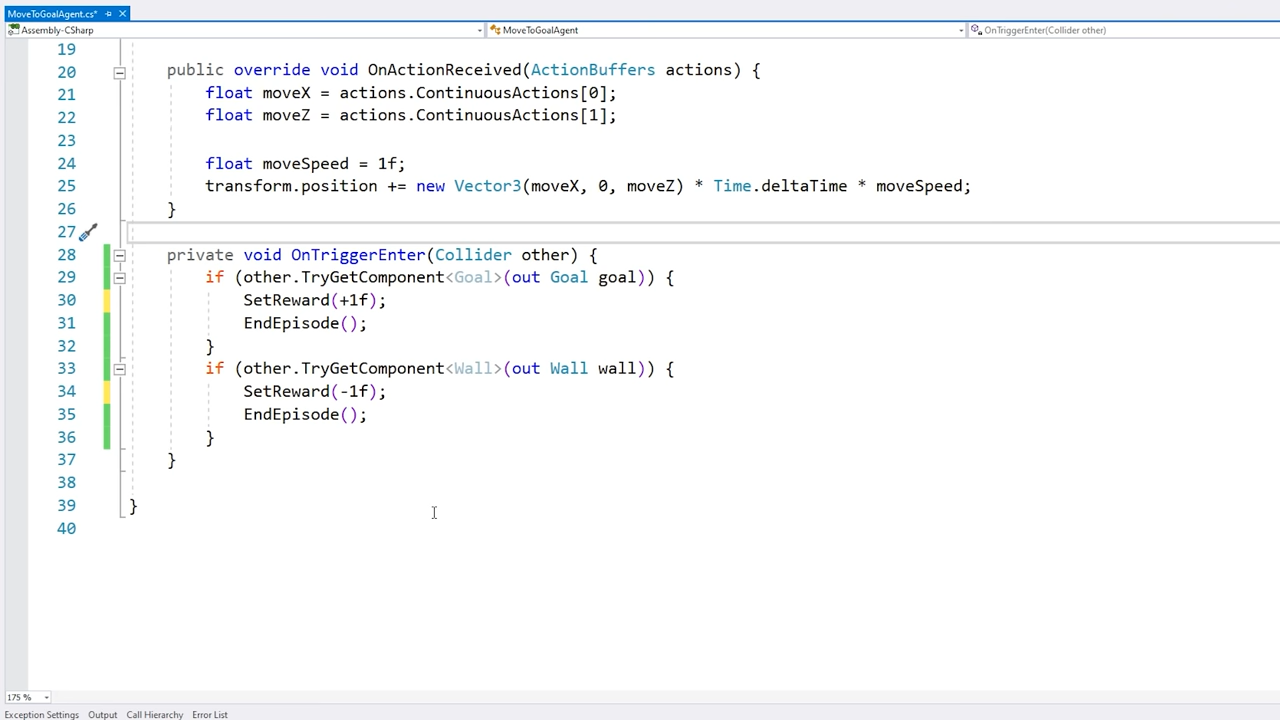 MoveToGoalAgent.cs*
Assembly-CSharp MoveToGoalAgent OnTriggerEnter(Collider other)
19
20 public override void OnActionReceived(ActionBuffers actions) {
21 float moveX = actions.ContinuousActions[0];
22 float moveZ = actions.ContinuousActions[1];
23
24 float moveSpeed = 1f;
25 transform.position += new Vector3(moveX, 0, moveZ) * Time.deltaTime * moveSpeed;
26 }
27
28 private void OnTriggerEnter(Collider other) {
29 if (other.TryGetComponent<Goal>(out Goal goal)) {
30 SetReward(+1f);
31 EndEpisode();
32 }
33 if (other.TryGetComponent<Wall>(out Wall wall)) {
34 SetReward(-1f);
35 EndEpisode();
36 }
37 }
38
39 }
40
175 %
Exception Settings Output Call Hierarchy Error List